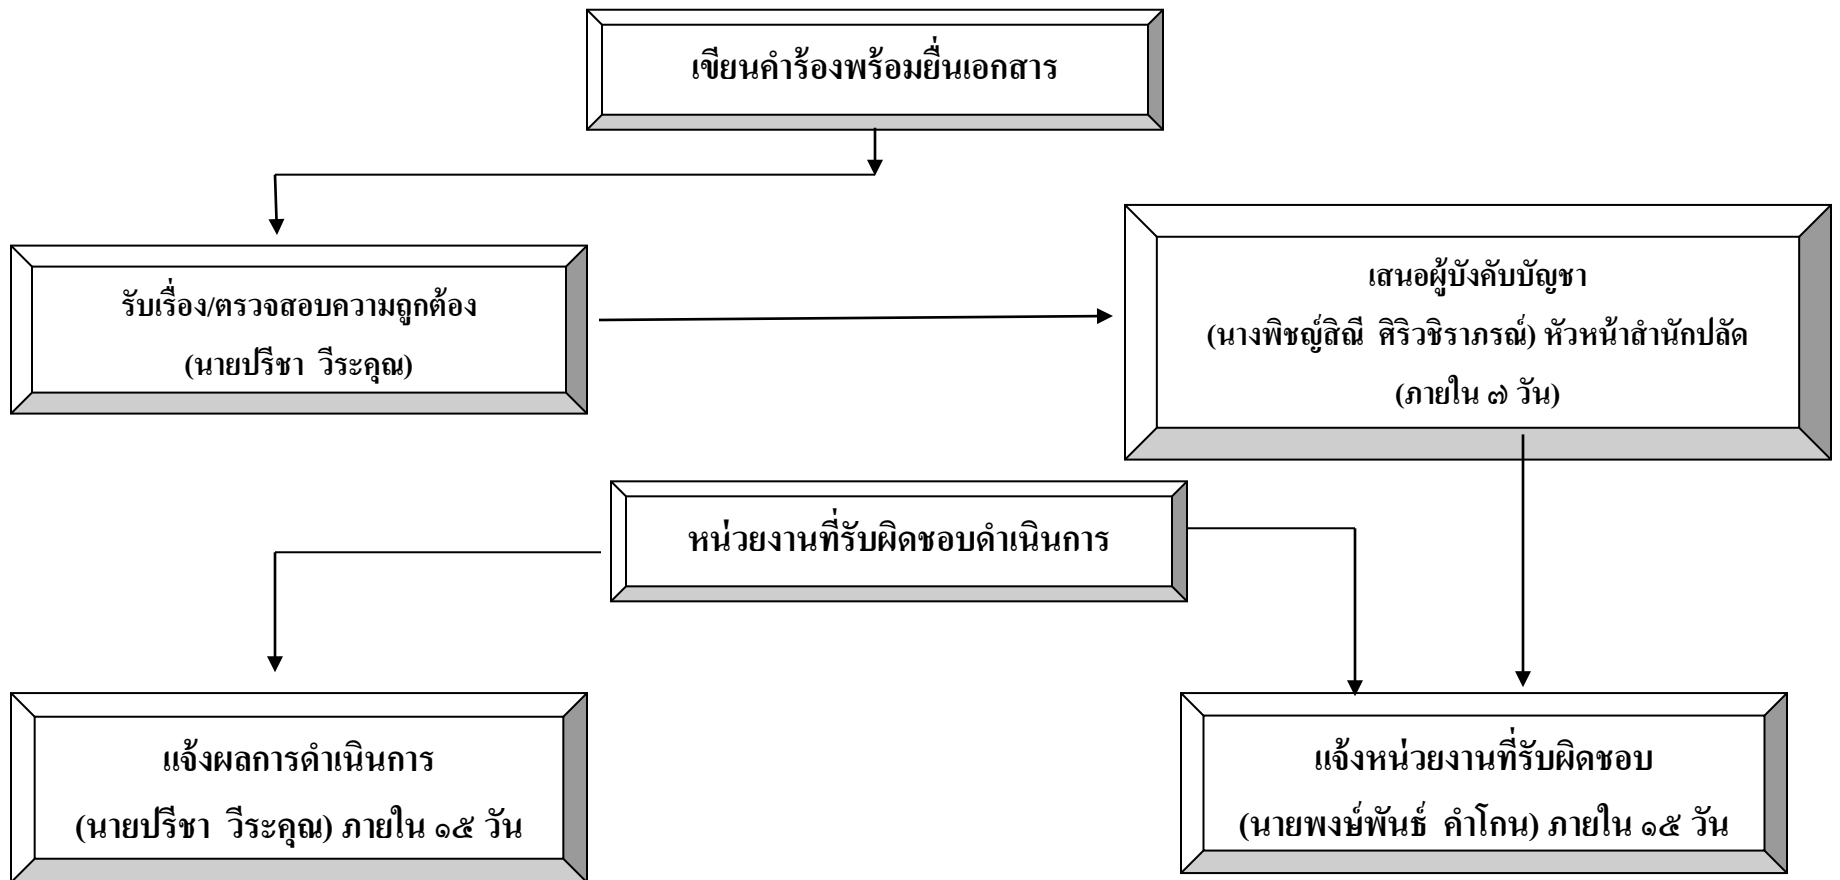 เขียนคำร้องพร้อมยื่นเอกสาร
รับเรื่อง/ตรวจสอบความถูกต้อง
(นายปรีชา วีระคุณ)
เสนอผู้บังคับบัญชา
(นางพิชญ์สิณี ศิริวชิราภรณ์) หัวหน้าสำนักปลัด
(ภายใน ๗ วัน)
หน่วยงานที่รับผิดชอบดำเนินการ
แจ้งผลการดำเนินการ
(นายปรีชา วีระคุณ) ภายใน ๑๕ วัน
แจ้งหน่วยงานที่รับผิดชอบ
(นายพงษ์พันธ์ คำโกน) ภายใน ๑๕ วัน